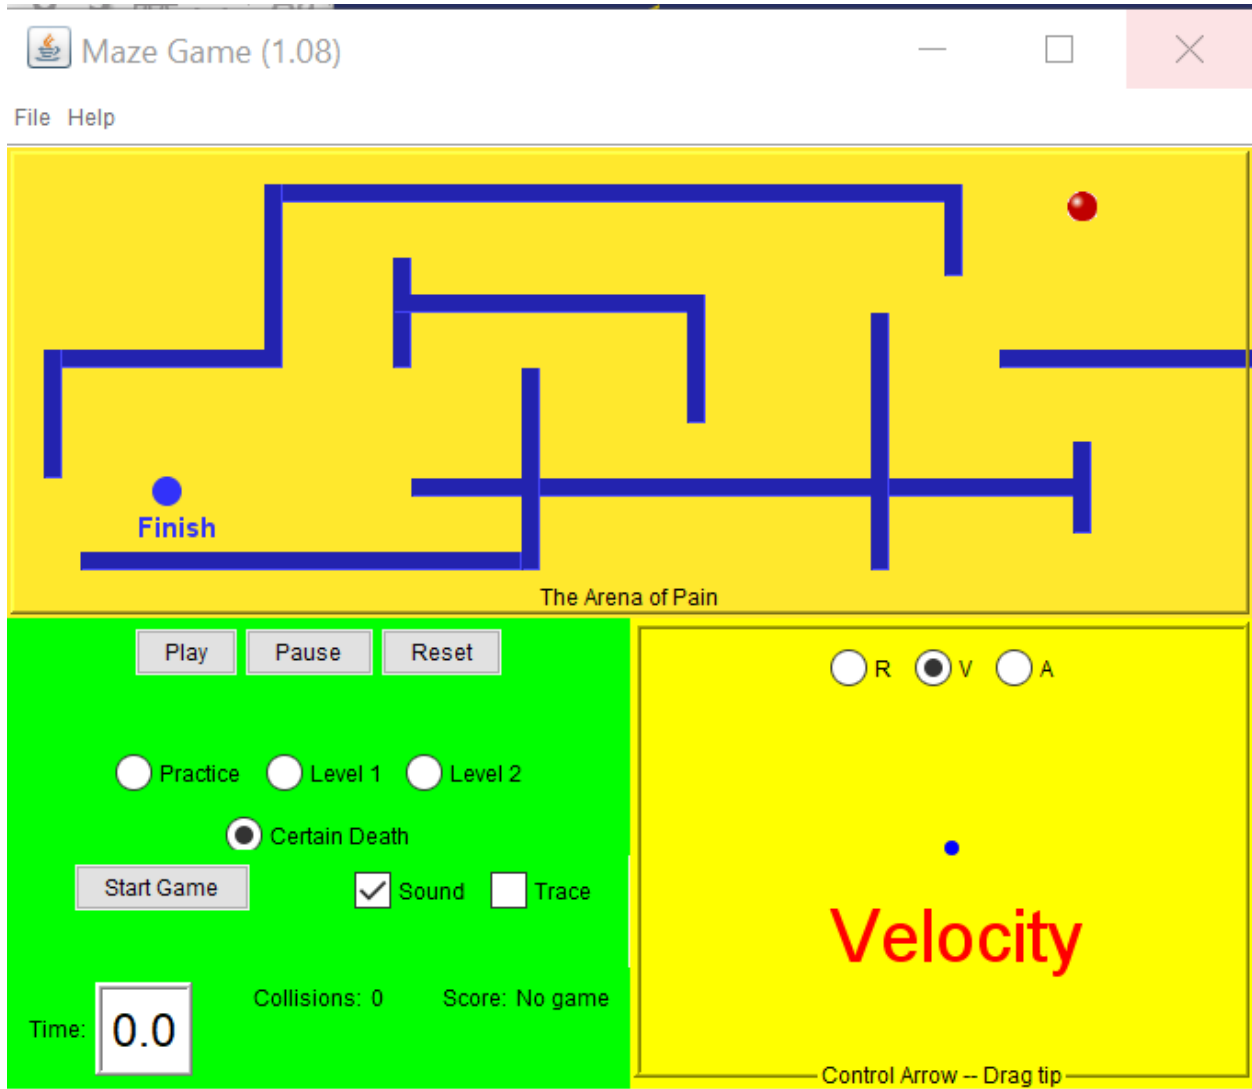 Maze Game (1.08)
File Help
Finish
The Arena of Pain
Play Pause Reset
R V A
Practice Level 1 Level 2
Certain Death
Start Game Sound Trace
Velocity
Collisions: 0 Score: No game
Time: 0.0
Control Arrow -- Drag tip